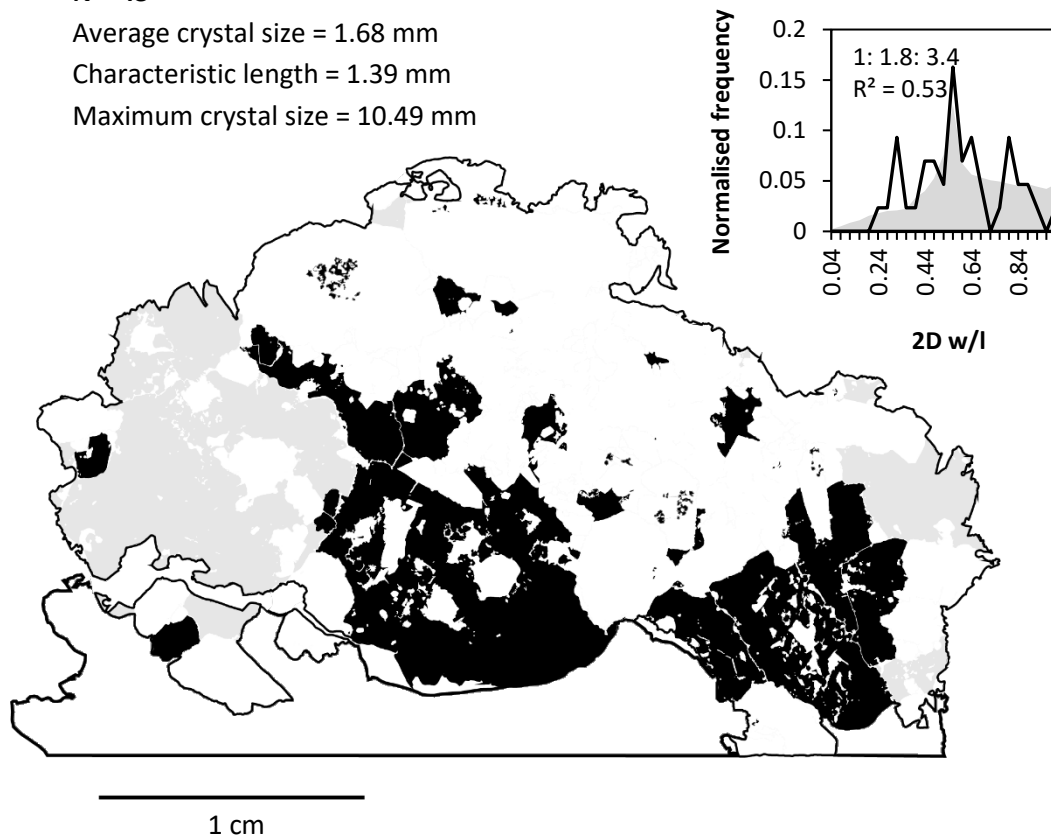 Average crystal size = 1.68 mm
Characteristic length = 1.39 mm
Maximum crystal size = 10.49 mm
Normalised frequency
0.2
0.15
0.1
0.05
0
1: 1.8: 3.4
R² = 0.53
0.04
0.24
0.44
0.64
0.84
2D w/l
1 cm